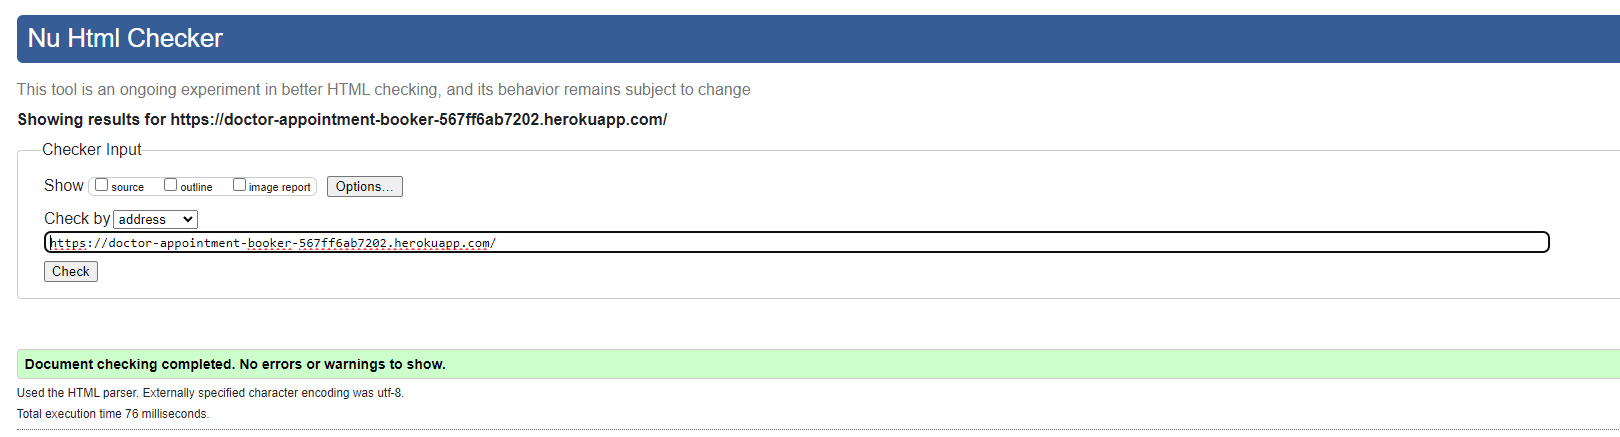 Nu Html Checker
This tool is an ongoing experiment in better HTML checking, and its behavior remains subject to change
Showing results for https://doctor-appointment-booker-567ff6ab7202.herokuapp.com/
Checker Input
Show source outline image report Options...
Check by address
https://doctor-appointment-booker-567ff6ab7202.herokuapp.com/
Check
Document checking completed. No errors or warnings to show.
Used the HTML parser. Externally specified character encoding was utf-8.
Total execution time 76 milliseconds.